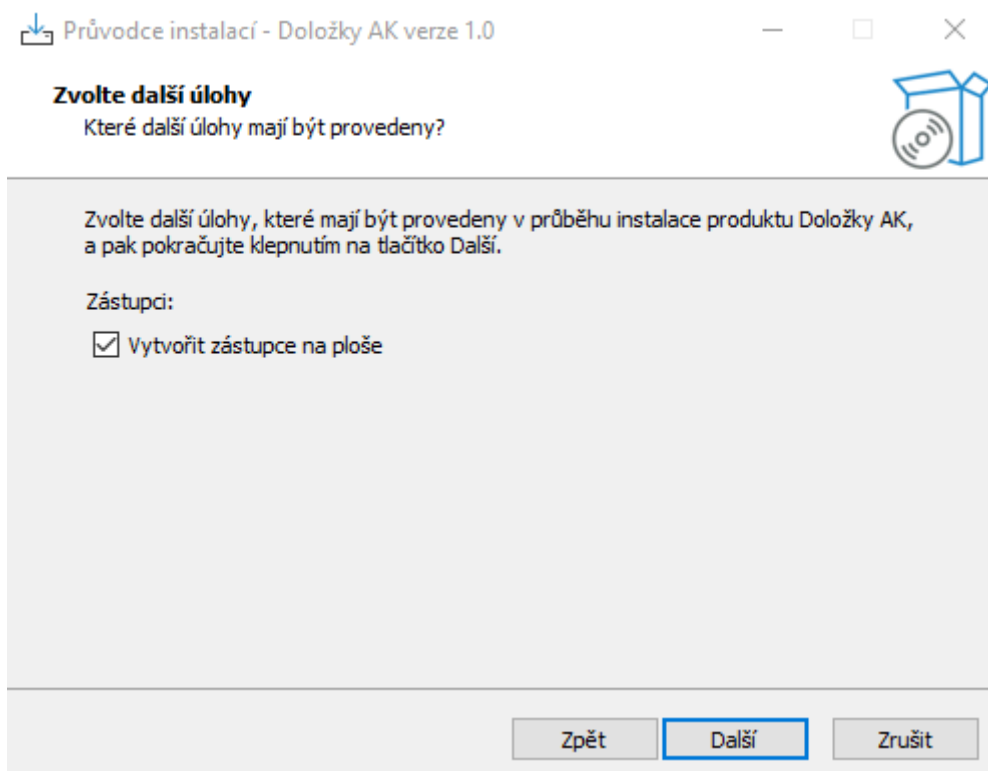 Průvodce instalací - Doložky AK verze 1.0
Zvolte další úlohy
Které další úlohy mají být provedeny?
Zvolte další úlohy, které mají být provedeny v průběhu instalace produktu Doložky AK,
a pak pokračujte klepnutím na tlačítko Další.
Zástupci:
Vytvořit zástupce na ploše
Zpět
Další
Zrušit